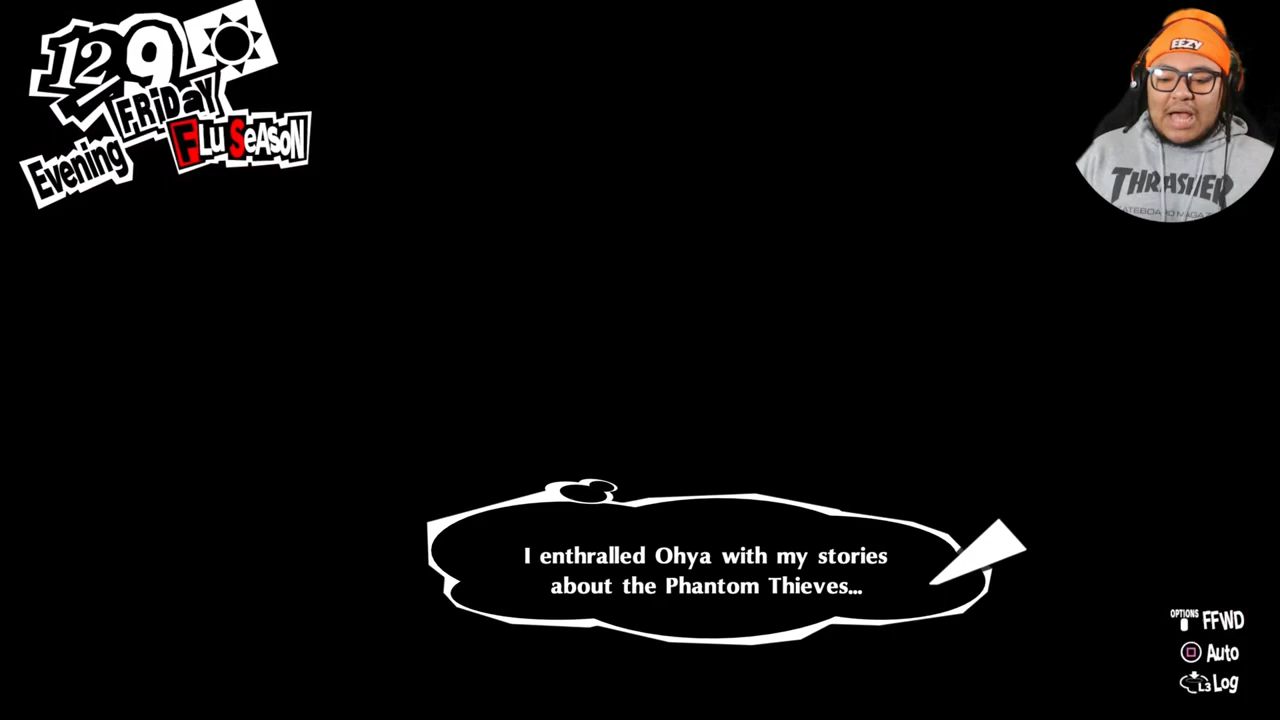 12 9
FRiDaY
Evening
FLu SeAsoN
EEZY
THRASHER
I enthralled Ohya with my stories
about the Phantom Thieves...
OPTIONS FFWD
Auto
L3 Log